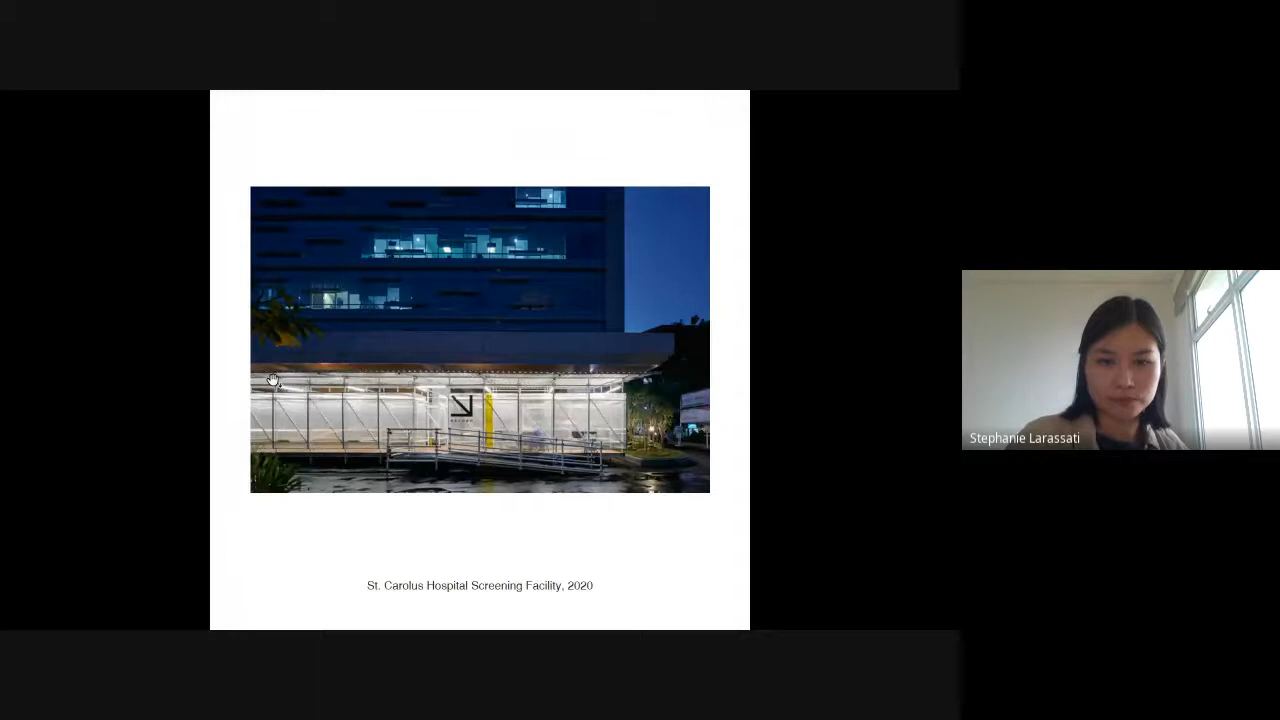 St. Carolus Hospital Screening Facility, 2020
Stephanie Larassati